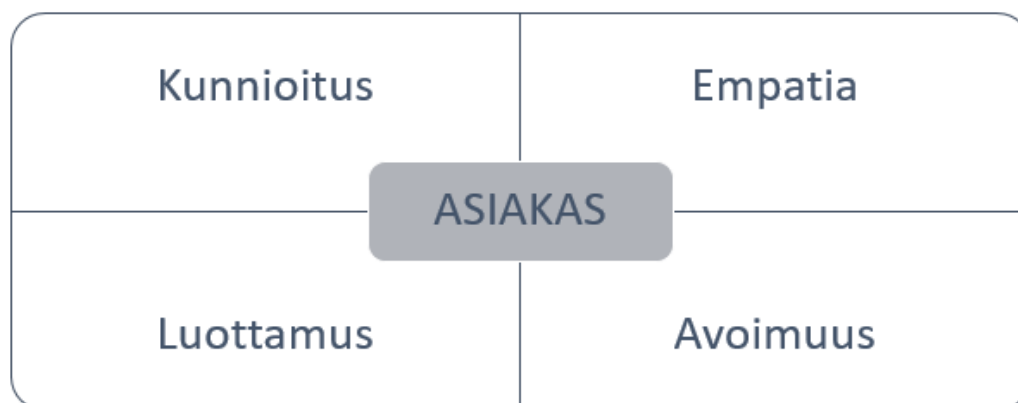 Kunnioitus
Empatia
ASIAKAS
Luottamus
Avoimuus